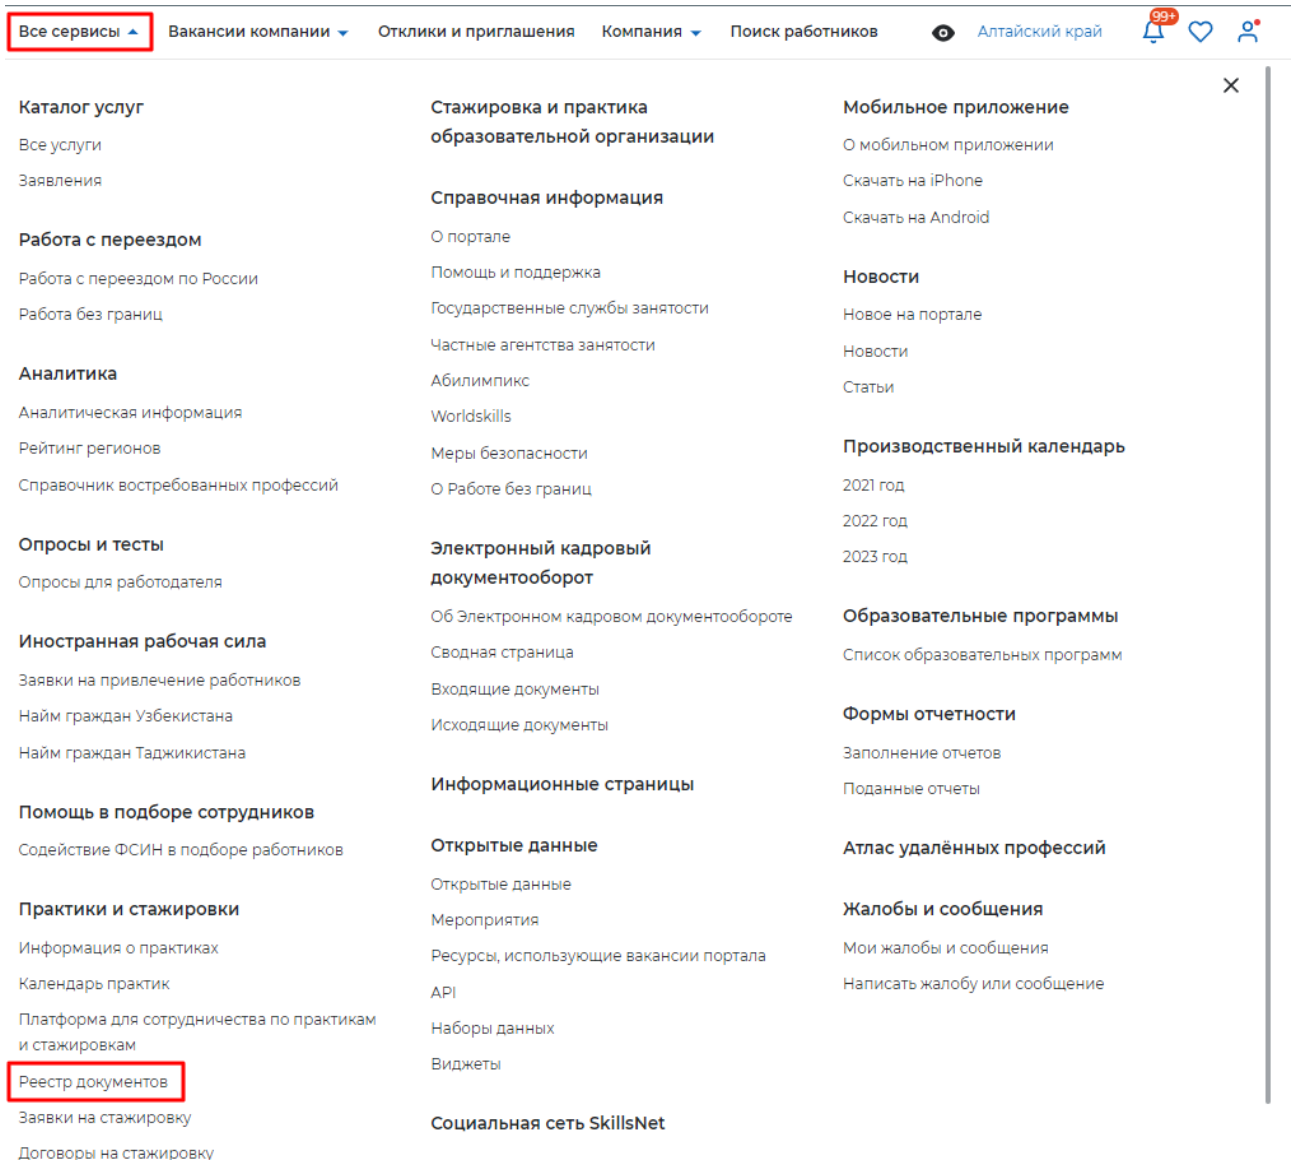 Все сервисы
Вакансии компании
Отклики и приглашения
Компания
Поиск работников
Алтайский край
99+
Каталог услуг
Все услуги
Заявления
Работа с переездом
Работа с переездом по России
Работа без границ
Аналитика
Аналитическая информация
Рейтинг регионов
Справочник востребованных профессий
Опросы и тесты
Опросы для работодателя
Иностранная рабочая сила
Заявки на привлечение работников
Найм граждан Узбекистана
Найм граждан Таджикистана
Помощь в подборе сотрудников
Содействие ФСИН в подборе работников
Практики и стажировки
Информация о практиках
Календарь практик
Платформа для сотрудничества по практикам
и стажировкам
Реестр документов
Заявки на стажировку
Договоры на стажировку
Стажировка и практика
образовательной организации
Справочная информация
О портале
Помощь и поддержка
Государственные службы занятости
Частные агентства занятости
Абилимпикс
Worldskills
Меры безопасности
О Работе без границ
Электронный кадровый
документооборот
Об Электронном кадровом документообороте
Сводная страница
Входящие документы
Исходящие документы
Информационные страницы
Открытые данные
Открытые данные
Мероприятия
Ресурсы, использующие вакансии портала
API
Наборы данных
Виджеты
Социальная сеть SkillsNet
Мобильное приложение
О мобильном приложении
Скачать на iPhone
Скачать на Android
Новости
Новое на портале
Новости
Статьи
Производственный календарь
2021 год
2022 год
2023 год
Образовательные программы
Список образовательных программ
Формы отчетности
Заполнение отчетов
Поданные отчеты
Атлас удалённых профессий
Жалобы и сообщения
Мои жалобы и сообщения
Написать жалобу или сообщение